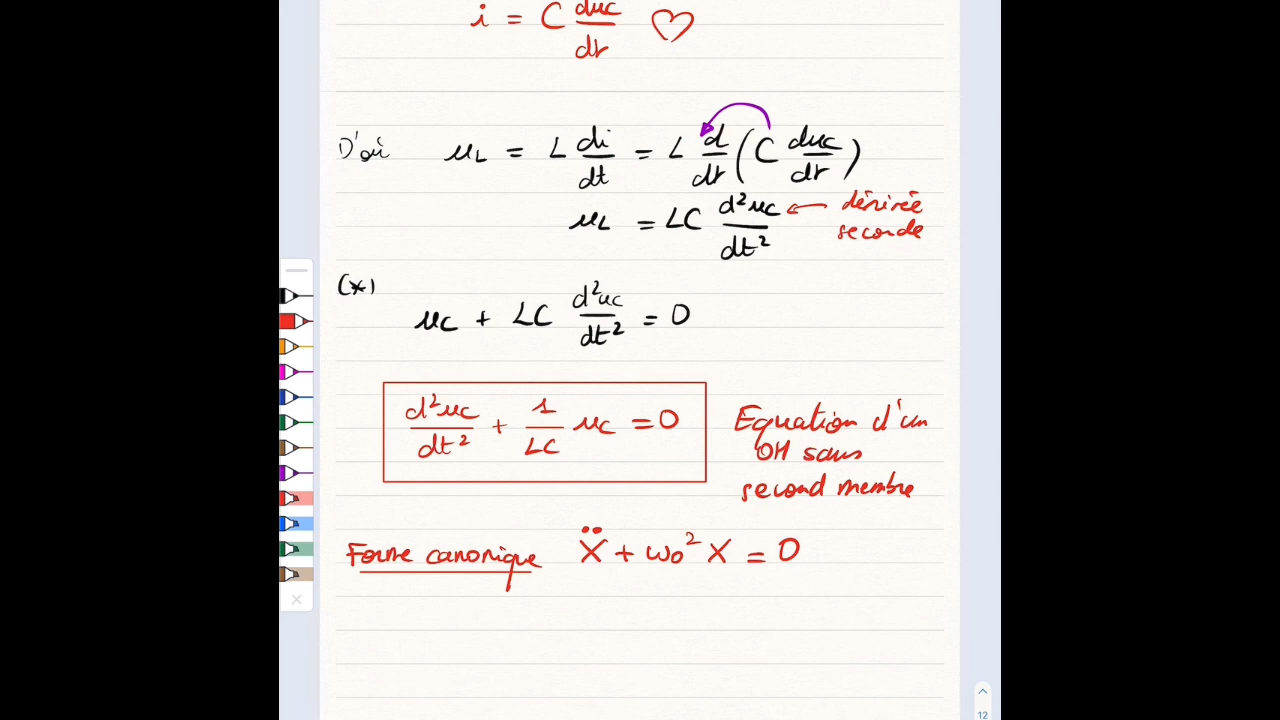 i = C duc/dt ♡
D'où uL = L di/dt = L d/dt (C duc/dt)
uL = LC d²uc/dt² ← dérivée seconde
(*)
uc + LC d²uc/dt² = 0
d²uc/dt² + 1/LC uc = 0
Equation d'un
OH sans
second membre
Forme canonique Ẍ + ω0² X = 0
12